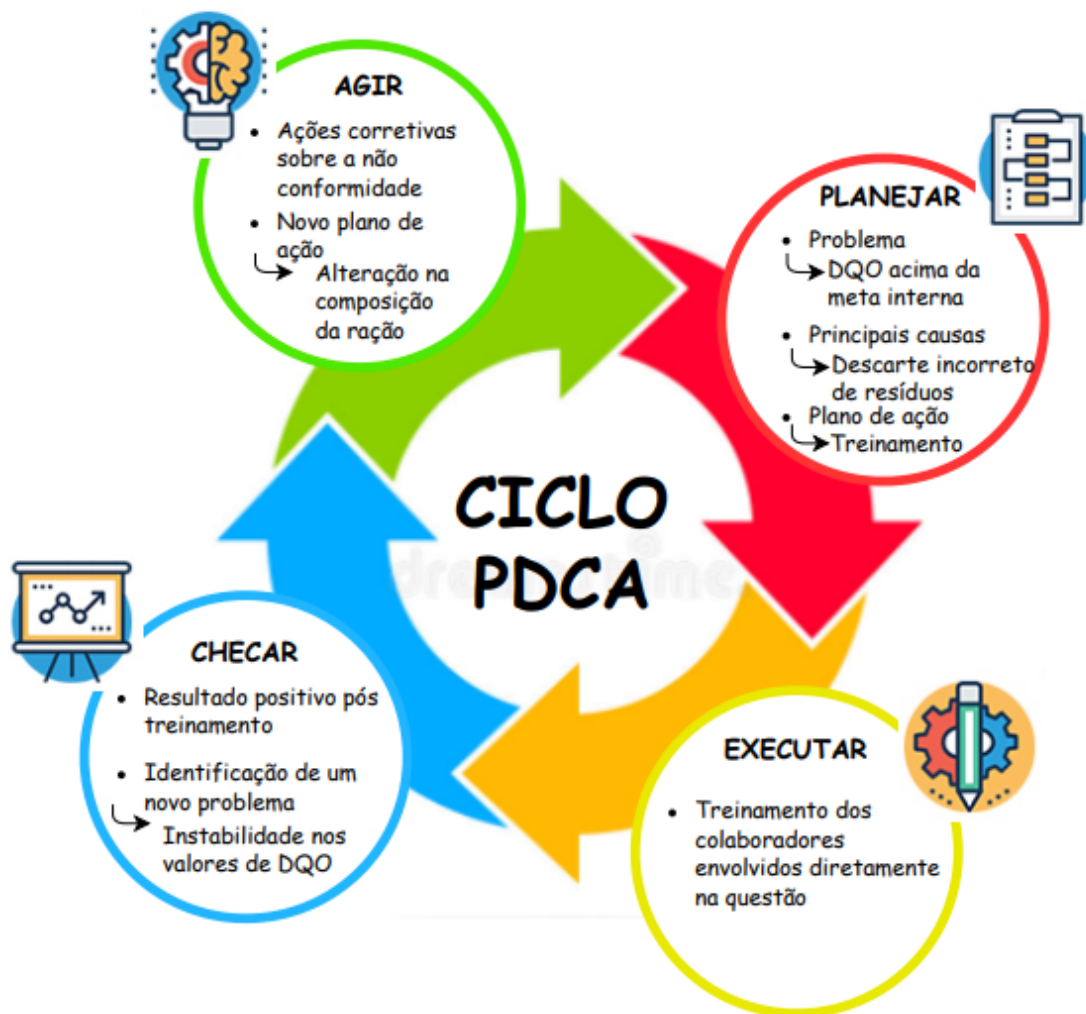 AGIR
• Ações corretivas
sobre a não
conformidade
• Novo plano de
ação
Alteração na
composição
da ração
PLANEJAR
• Problema
DQO acima da
meta interna
• Principais causas
Descarte incorreto
de resíduos
• Plano de ação
Treinamento
CICLO
PDCA
CHECAR
• Resultado positivo pós
treinamento
• Identificação de um
novo problema
Instabilidade nos
valores de DQO
EXECUTAR
• Treinamento dos
colaboradores
envolvidos diretamente
na questão